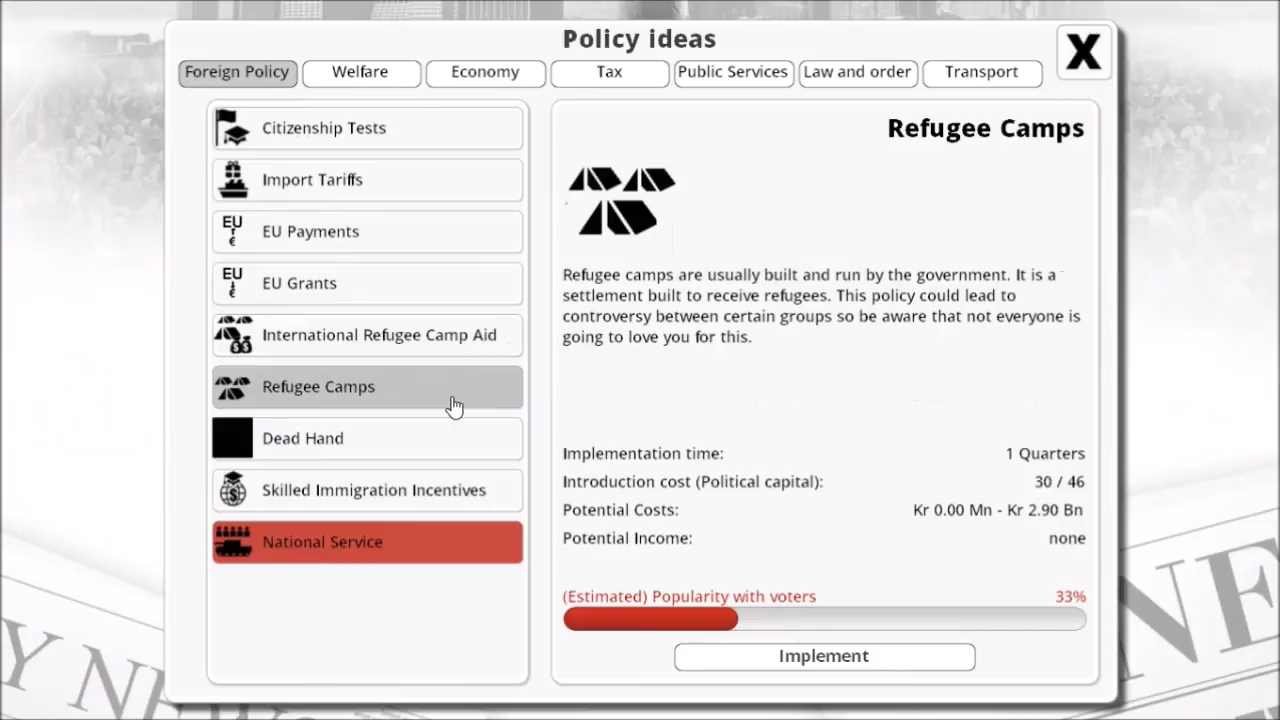 Policy ideas
X
Foreign Policy
Welfare
Economy
Tax
Public Services
Law and order
Transport
Citizenship Tests
Import Tariffs
EU Payments
EU
€
EU Grants
EU
€
International Refugee Camp Aid
Refugee Camps
Dead Hand
Skilled Immigration Incentives
National Service
Refugee Camps
Refugee camps are usually built and run by the government. It is a
settlement built to receive refugees. This policy could lead to
controversy between certain groups so be aware that not everyone is
going to love you for this.
Implementation time: 1 Quarters
Introduction cost (Political capital): 30 / 46
Potential Costs: Kr 0.00 Mn - Kr 2.90 Bn
Potential Income: none
(Estimated) Popularity with voters 33%
Implement